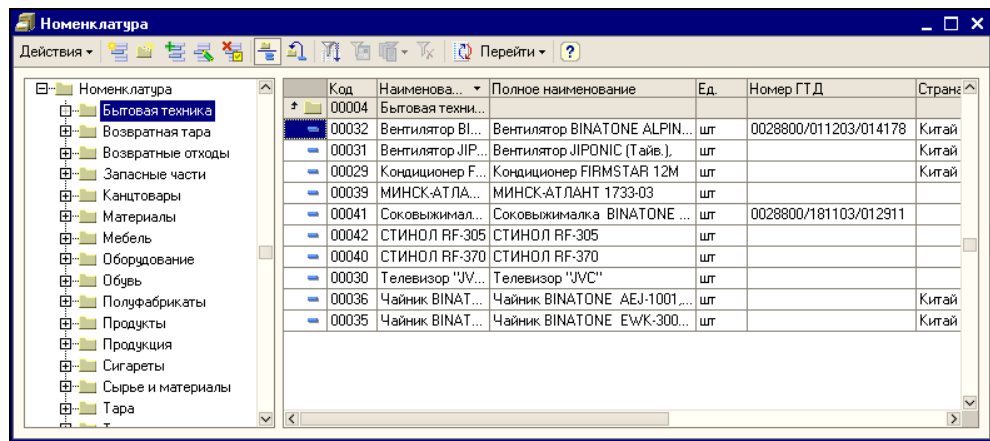 Номенклатура
Действия Перейти
Номенклатура
Бытовая техника
Возвратная тара
Возвратные отходы
Запасные части
Канцтовары
Материалы
Мебель
Оборудование
Обувь
Полуфабрикаты
Продукты
Продукция
Сигареты
Сырье и материалы
Тара
Код Наименова... Полное наименование Ед. Номер ГТД Страна
00004 Бытовая техни...
00032 Вентилятор BI... Вентилятор BINATONE ALPIN... шт 0028800/011203/014178 Китай
00031 Вентилятор JIP... Вентилятор JIPONIC (Тайв.), шт Китай
00029 Кондиционер F... Кондиционер FIRMSTAR 12M шт Китай
00039 МИНСК-АТЛА... МИНСК-АТЛАНТ 1733-03 шт
00041 Соковыжимал... Соковыжималка BINATONE ... шт 0028800/181103/012911
00042 СТИНОЛ RF-305 СТИНОЛ RF-305 шт
00040 СТИНОЛ RF-370 СТИНОЛ RF-370 шт
00030 Телевизор "JV... Телевизор "JVC" шт
00036 Чайник BINAT... Чайник BINATONE AEJ-1001,... шт Китай
00035 Чайник BINAT... Чайник BINATONE EWK-300... шт Китай